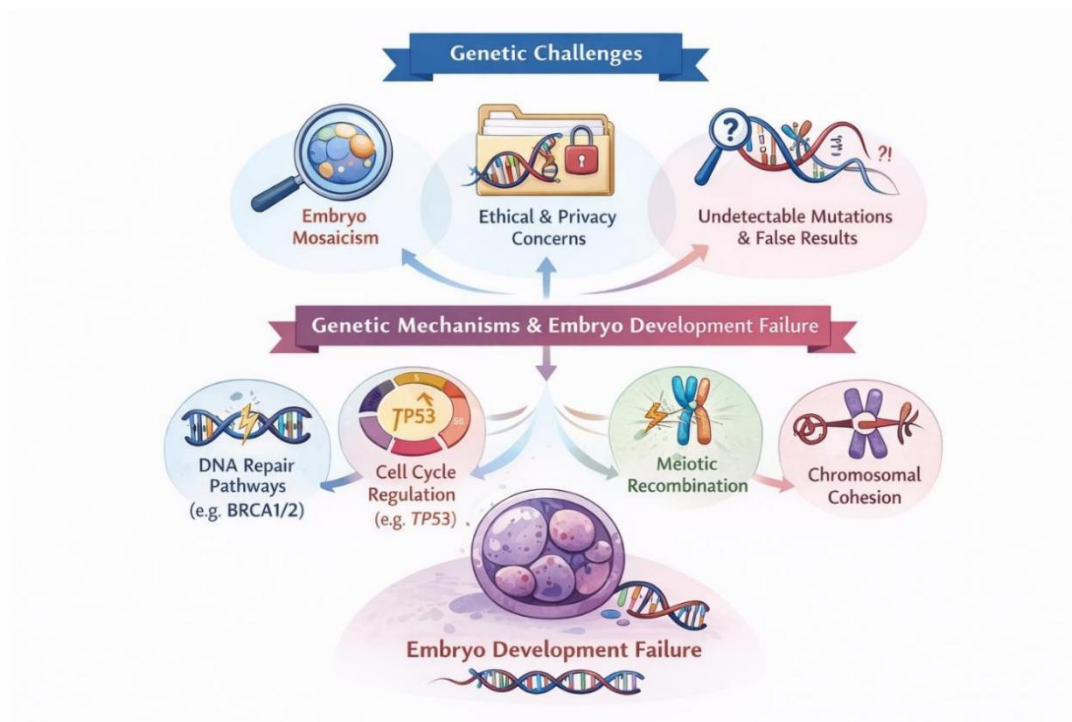 Genetic Challenges
?
?!
Embryo
Mosaicism
Ethical & Privacy
Concerns
Undetectable Mutations
& False Results
Genetic Mechanisms & Embryo Development Failure
S
TP53
DNA Repair
Pathways
(e.g. BRCA1/2)
Cell Cycle
Regulation
(e.g. TP53)
Meiotic
Recombination
Chromosomal
Cohesion
Embryo Development Failure